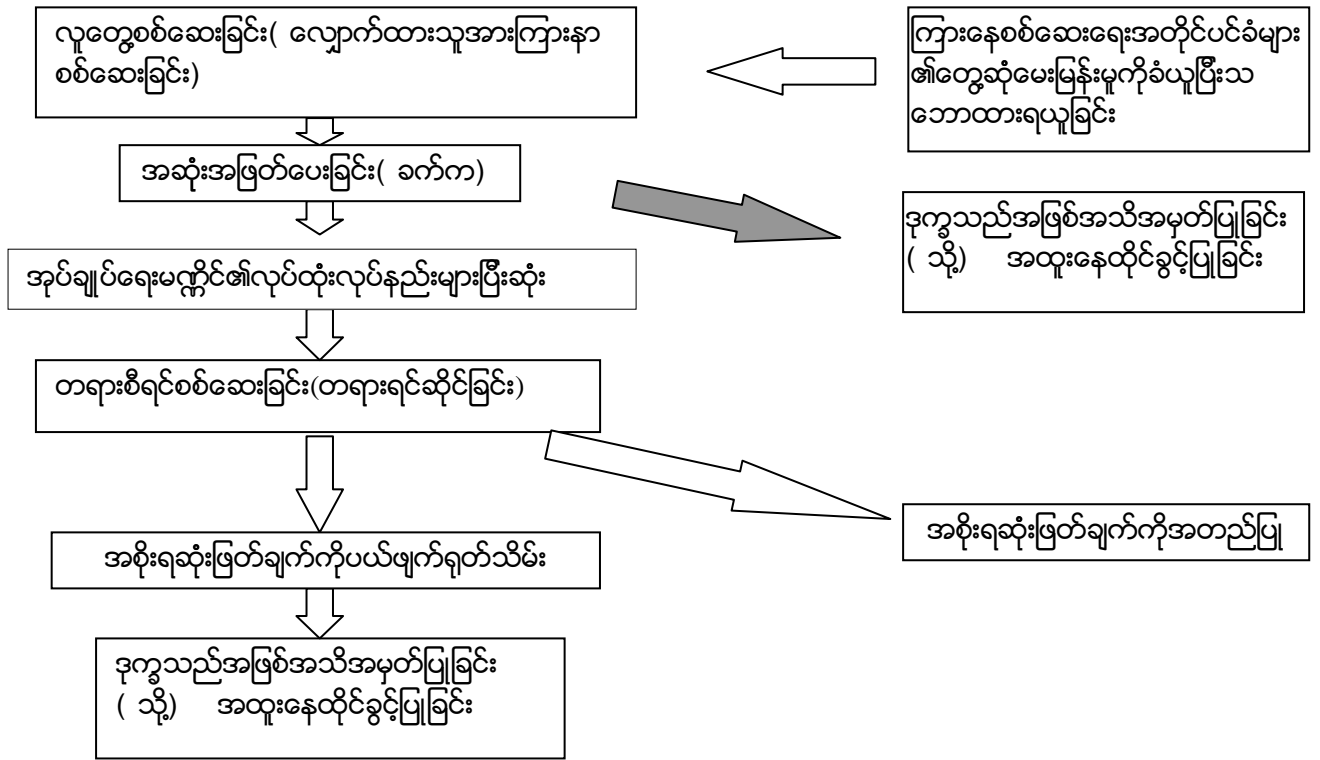 လူတွေ့စစ်ဆေးခြင်း( လျှောက်ထားသူအားကြားနာ
စစ်ဆေးခြင်း)
ကြားနေစစ်ဆေးရေးအတိုင်ပင်ခံများ
၏တွေ့ဆုံမေးမြန်းမှုကိုခံယူပြီးသ
ဘောထားရယူခြင်း
အဆုံးအဖြတ်ပေးခြင်း( ခက်က)
ဒုက္ခသည်အဖြစ်အသိအမှတ်ပြုခြင်း
( သို့) အထူးနေထိုင်ခွင့်ပြုခြင်း
အုပ်ချုပ်ရေးမဏ္ဍိုင်၏လုပ်ထုံးလုပ်နည်းများပြီးဆုံး
တရားစီရင်စစ်ဆေးခြင်း(တရားရင်ဆိုင်ခြင်း)
အစိုးရဆုံးဖြတ်ချက်ကိုအတည်ပြု
အစိုးရဆုံးဖြတ်ချက်ကိုပယ်ဖျက်ရုတ်သိမ်း
ဒုက္ခသည်အဖြစ်အသိအမှတ်ပြုခြင်း
( သို့) အထူးနေထိုင်ခွင့်ပြုခြင်း